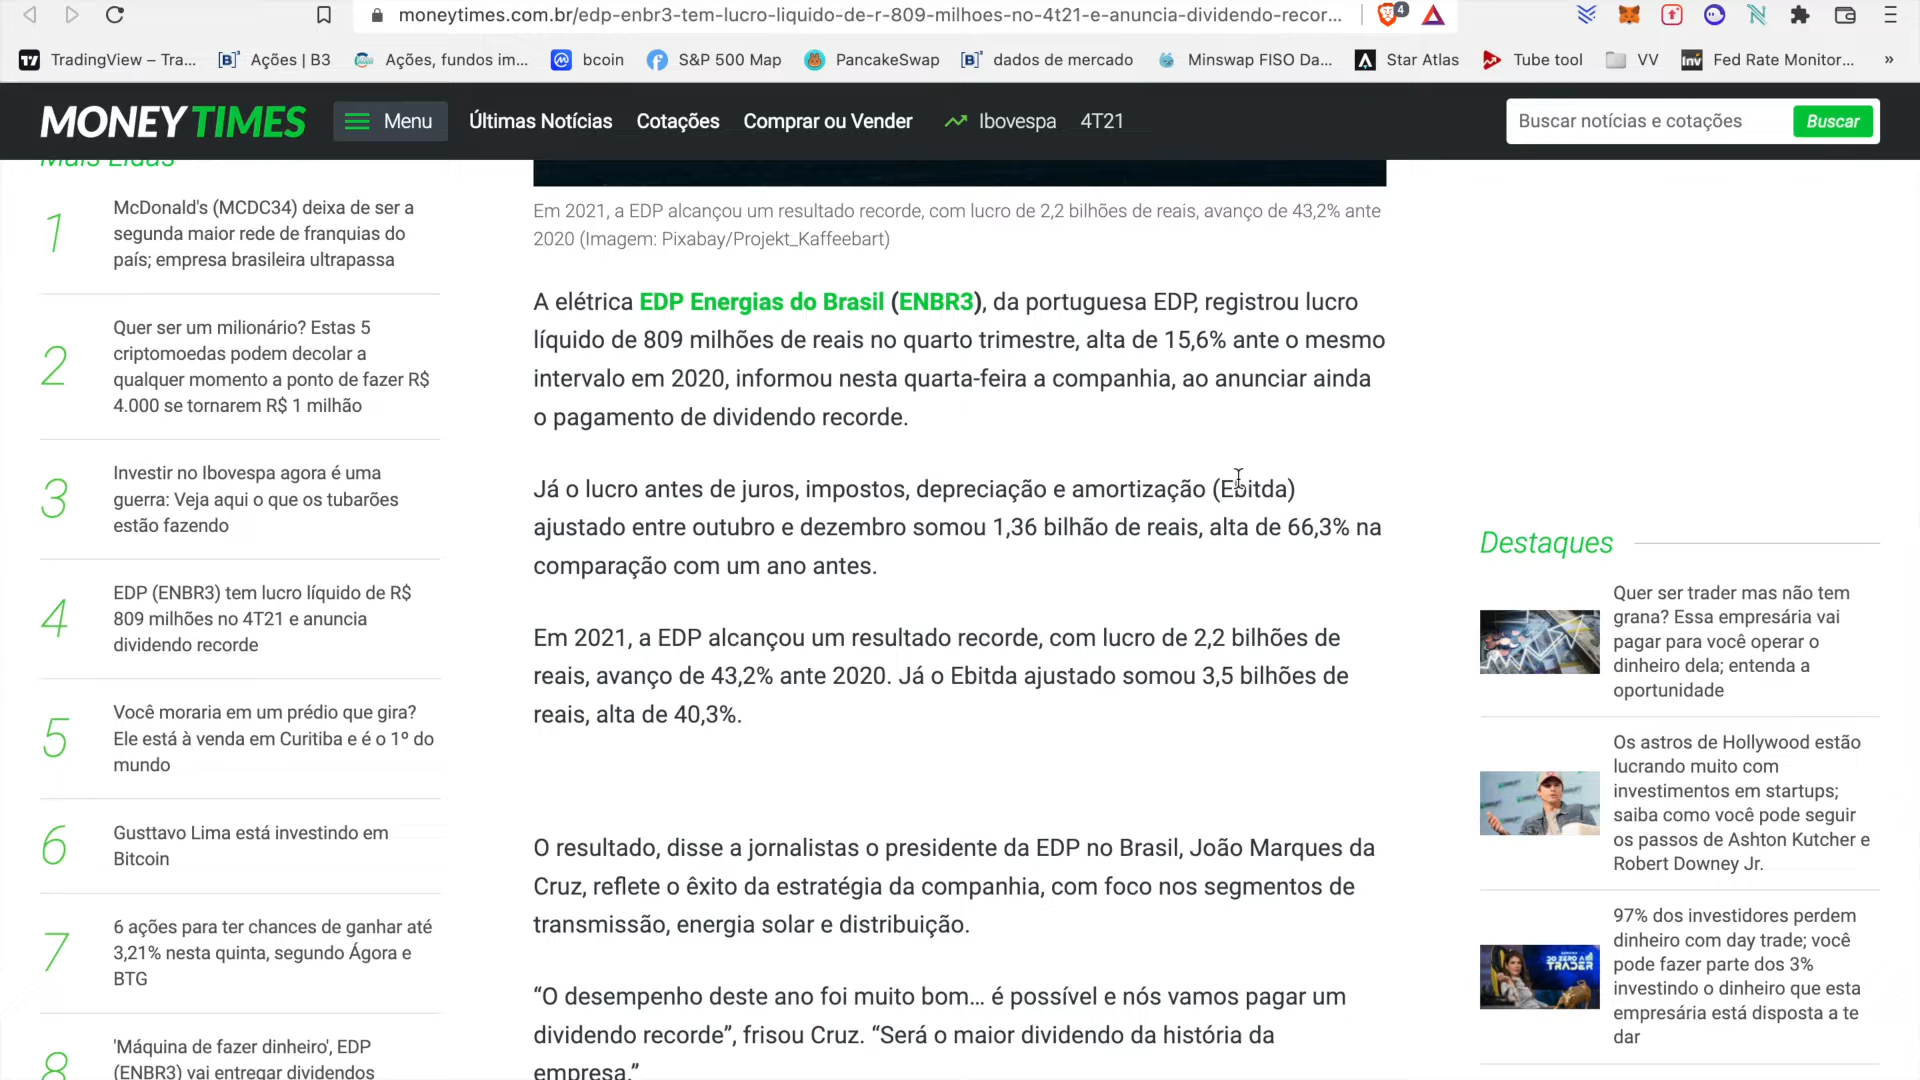 moneytimes.com.br/edp-enbr3-tem-lucro-liquido-de-r-809-milhoes-no-4t21-e-anuncia-dividendo-recor...
4
TradingView – Tra...
Ações | B3
Ações, fundos im...
bcoin
S&P 500 Map
PancakeSwap
dados de mercado
Minswap FISO Da...
Star Atlas
Tube tool
VV
Inv
Fed Rate Monitor...
»
MONEY TIMES
Menu
Últimas Notícias
Cotações
Comprar ou Vender
Ibovespa
4T21
Buscar notícias e cotações
Buscar
Mais Lidas
1
McDonald's (MCDC34) deixa de ser a
segunda maior rede de franquias do
país; empresa brasileira ultrapassa
2
Quer ser um milionário? Estas 5
criptomoedas podem decolar a
qualquer momento a ponto de fazer R$
4.000 se tornarem R$ 1 milhão
3
Investir no Ibovespa agora é uma
guerra: Veja aqui o que os tubarões
estão fazendo
4
EDP (ENBR3) tem lucro líquido de R$
809 milhões no 4T21 e anuncia
dividendo recorde
5
Você moraria em um prédio que gira?
Ele está à venda em Curitiba e é o 1º do
mundo
6
Gusttavo Lima está investindo em
Bitcoin
7
6 ações para ter chances de ganhar até
3,21% nesta quinta, segundo Ágora e
BTG
8
'Máquina de fazer dinheiro', EDP
(ENBR3) vai entregar dividendos
Em 2021, a EDP alcançou um resultado recorde, com lucro de 2,2 bilhões de reais, avanço de 43,2% ante
2020 (Imagem: Pixabay/Projekt_Kaffeebart)
A elétrica EDP Energias do Brasil (ENBR3), da portuguesa EDP, registrou lucro
líquido de 809 milhões de reais no quarto trimestre, alta de 15,6% ante o mesmo
intervalo em 2020, informou nesta quarta-feira a companhia, ao anunciar ainda
o pagamento de dividendo recorde.
Já o lucro antes de juros, impostos, depreciação e amortização (Ebitda)
ajustado entre outubro e dezembro somou 1,36 bilhão de reais, alta de 66,3% na
comparação com um ano antes.
Em 2021, a EDP alcançou um resultado recorde, com lucro de 2,2 bilhões de
reais, avanço de 43,2% ante 2020. Já o Ebitda ajustado somou 3,5 bilhões de
reais, alta de 40,3%.
O resultado, disse a jornalistas o presidente da EDP no Brasil, João Marques da
Cruz, reflete o êxito da estratégia da companhia, com foco nos segmentos de
transmissão, energia solar e distribuição.
“O desempenho deste ano foi muito bom… é possível e nós vamos pagar um
dividendo recorde”, frisou Cruz. “Será o maior dividendo da história da
empresa.”
Destaques
Quer ser trader mas não tem
grana? Essa empresária vai
pagar para você operar o
dinheiro dela; entenda a
oportunidade
Os astros de Hollywood estão
lucrando muito com
investimentos em startups;
saiba como você pode seguir
os passos de Ashton Kutcher e
Robert Downey Jr.
DO ZERO A
TRADER
97% dos investidores perdem
dinheiro com day trade; você
pode fazer parte dos 3%
investindo o dinheiro que esta
empresária está disposta a te
dar